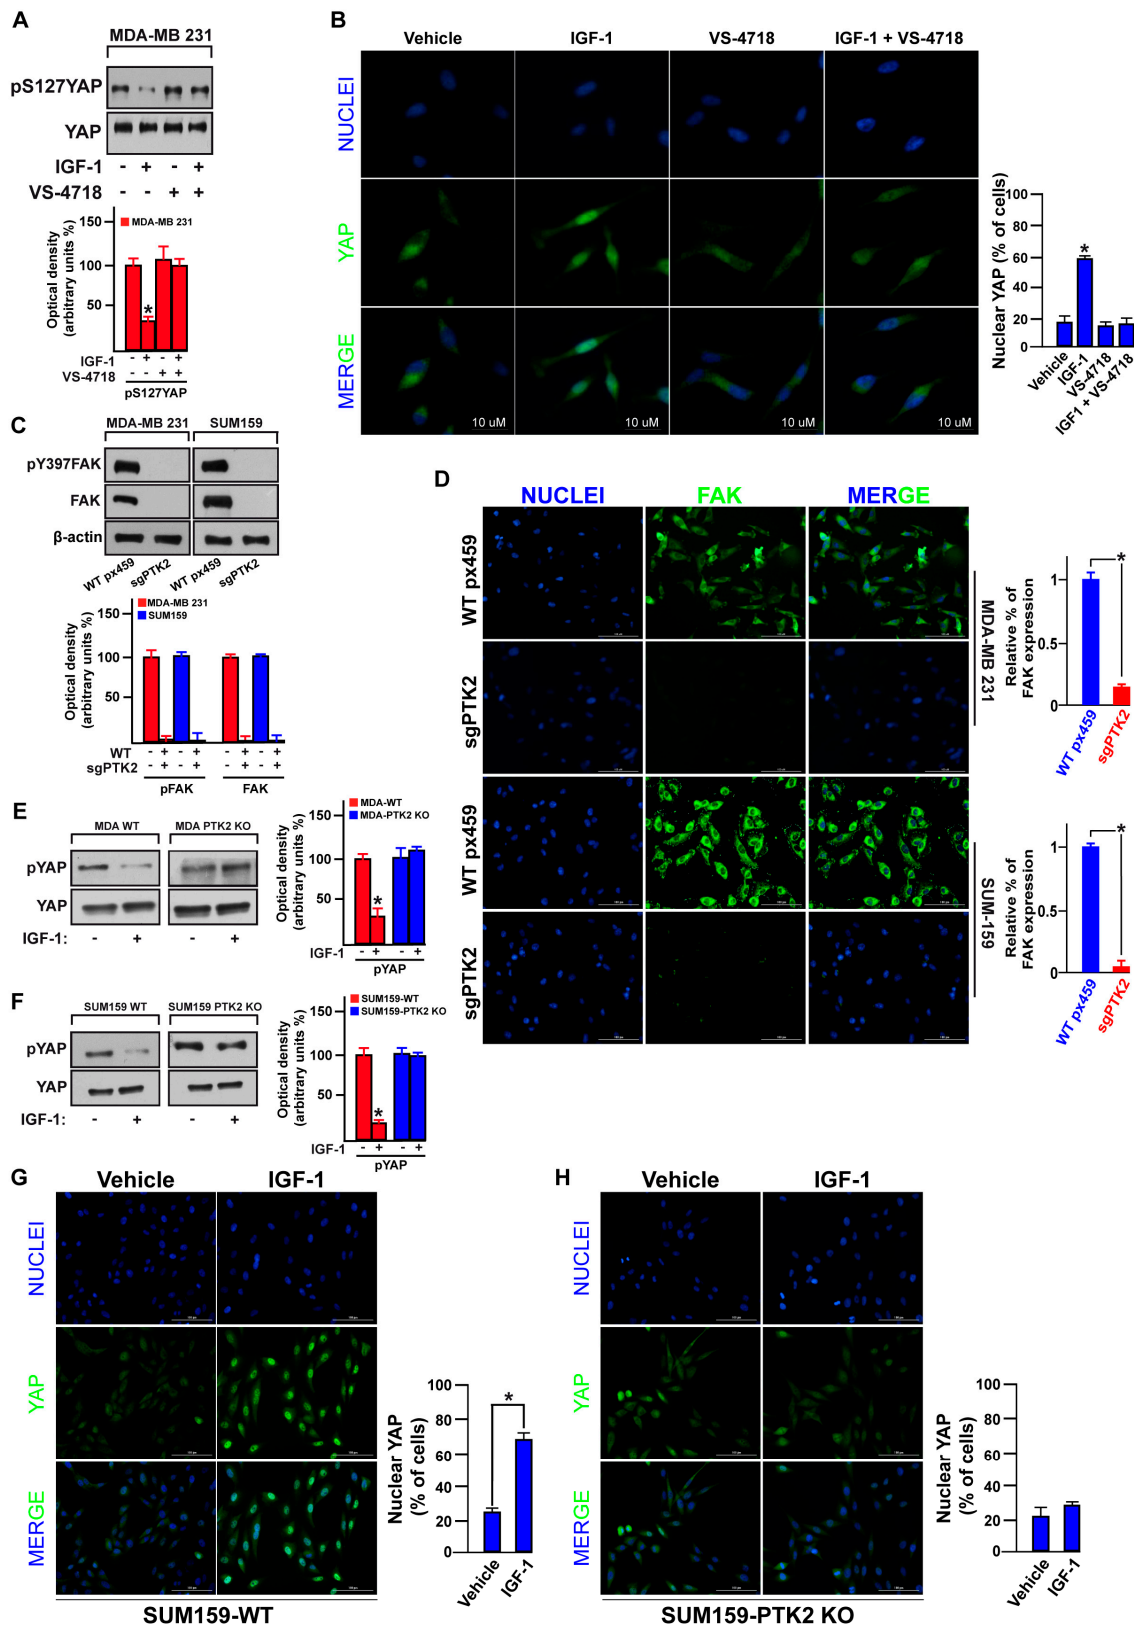 A
MDA-MB 231
pS127YAP
YAP
IGF-1 - + - +
VS-4718 - - + +
Optical density
(arbitrary units %)
MDA-MB 231
150
100
50
IGF-1 - + - +
VS-4718 - - + +
pS127YAP
B
Vehicle IGF-1 VS-4718 IGF-1 + VS-4718
NUCLEI
YAP
MERGE
10 uM 10 uM 10 uM 10 uM
Nuclear YAP (% of cells)
100
80
60
40
20
0
*
Vehicle
IGF-1
VS-4718
IGF1 + VS-4718
C
MDA-MB 231 SUM159
pY397FAK
FAK
β-actin
WT px459 sgPTK2 WT px459 sgPTK2
Optical density
(arbitrary units %)
MDA-MB 231
SUM159
150
100
50
WT - + - + - + - +
sgPTK2 - + - + - + - +
pFAK FAK
D
NUCLEI FAK MERGE
WT px459
sgPTK2
WT px459
sgPTK2
MDA-MB 231
SUM-159
Relative % of
FAK expression
1
0.5
0
*
WT px459
sgPTK2
Relative % of
FAK expression
1
0.5
0
*
WT px459
sgPTK2
E
MDA WT MDA PTK2 KO
pYAP
YAP
IGF-1: - + - +
Optical density
(arbitrary units %)
MDA-WT
MDA-PTK2 KO
150
100
50
*
IGF-1 - + - +
pYAP
F
SUM159 WT SUM159 PTK2 KO
pYAP
YAP
IGF-1: - + - +
Optical density
(arbitrary units %)
SUM159-WT
SUM159-PTK2 KO
150
100
50
*
IGF-1 - + - +
pYAP
G
Vehicle IGF-1
NUCLEI
YAP
MERGE
SUM159-WT
Nuclear YAP
(% of cells)
100
80
60
40
20
0
*
Vehicle
IGF-1
H
Vehicle IGF-1
NUCLEI
YAP
MERGE
SUM159-PTK2 KO
Nuclear YAP
(% of cells)
100
80
60
40
20
0
Vehicle
IGF-1